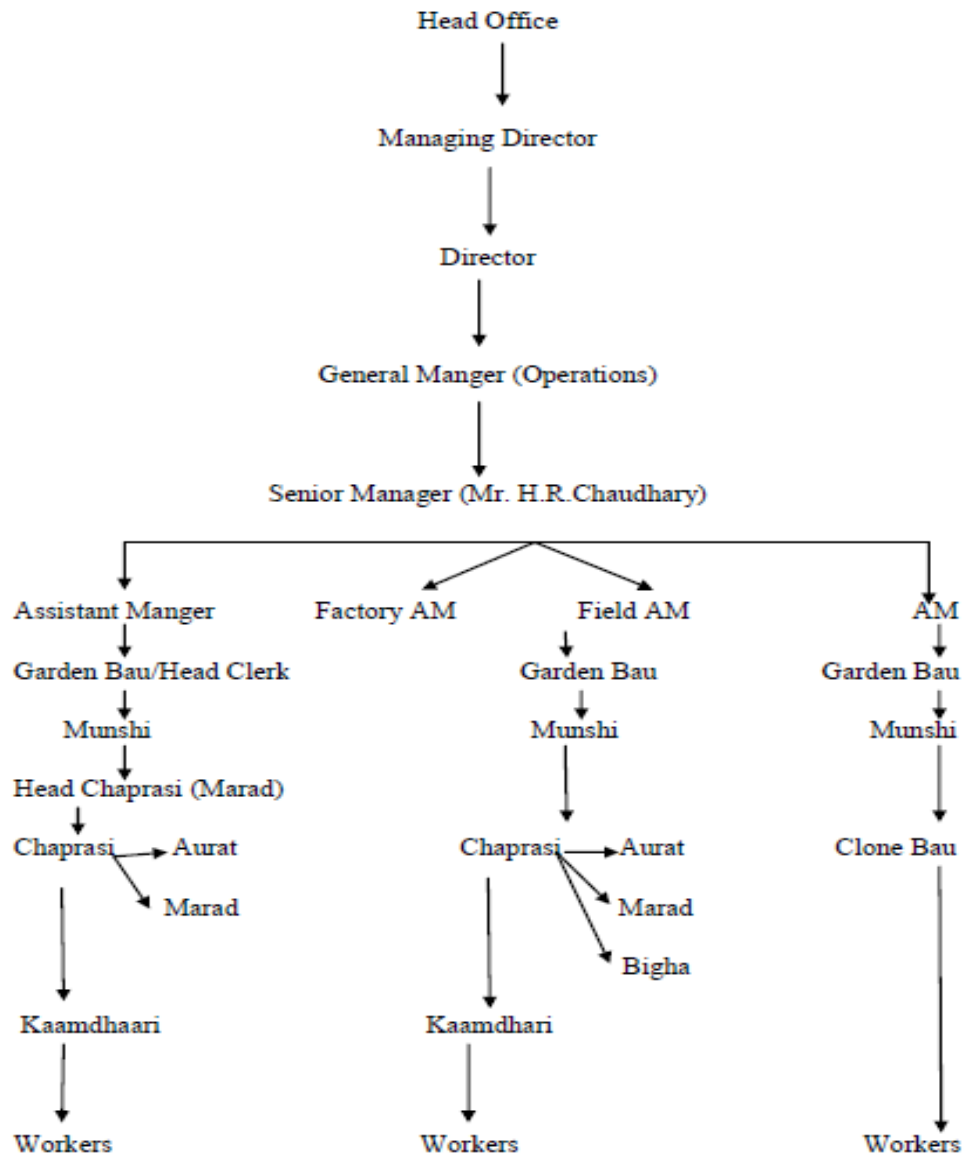 Head Office
Managing Director
Director
General Manger (Operations)
Senior Manager (Mr. H.R.Chaudhary)
Assistant Manger Factory AM Field AM AM
Garden Bau/Head Clerk Garden Bau Garden Bau
Munshi Munshi Munshi
Head Chaprasi (Marad)
Chaprasi Aurat Chaprasi Aurat Clone Bau
Marad Marad
Bigha
Kaamdhaari Kaamdhari
Workers Workers Workers